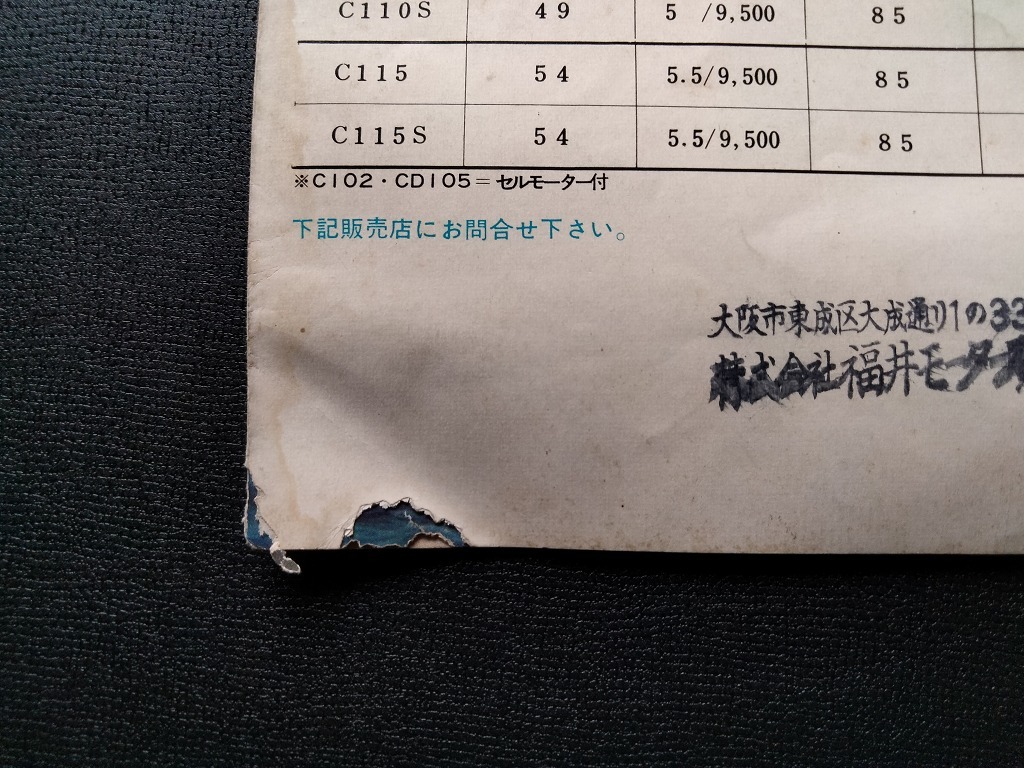 C110S 49 5 /9,500 85
C115 54 5.5/9,500 85
C115S 54 5.5/9,500 85
※C102・CD105=セルモーター付
下記販売店にお問合せ下さい。
大阪市東成区大成通り1の33
株式会社福井モータ